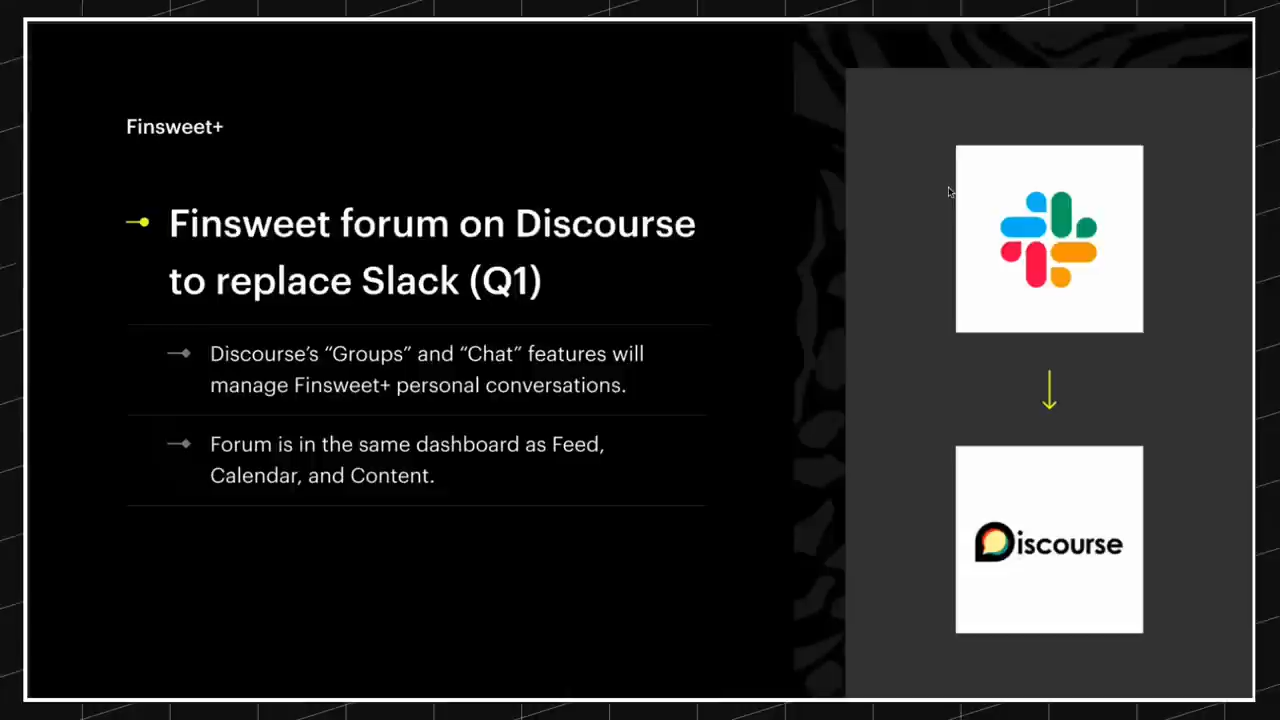 Finsweet+
Finsweet forum on Discourse
to replace Slack (Q1)
Discourse’s “Groups” and “Chat” features will
manage Finsweet+ personal conversations.
Forum is in the same dashboard as Feed,
Calendar, and Content.
Discourse